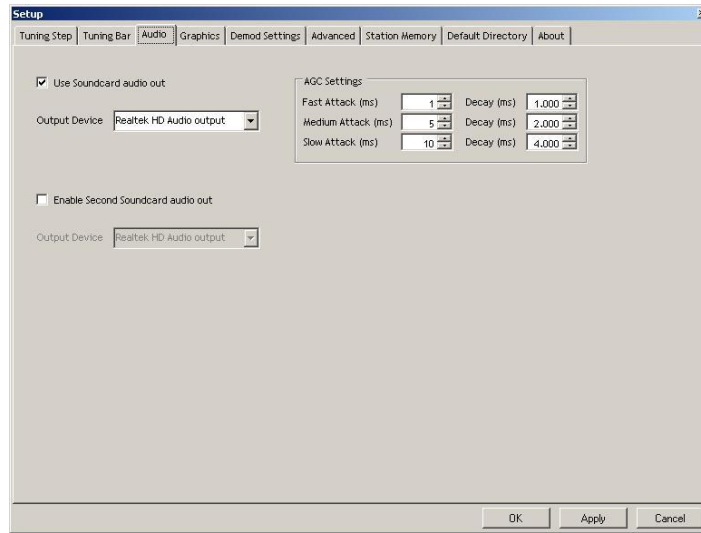 Setup
Tuning Step Tuning Bar Audio Graphics Demod Settings Advanced Station Memory Default Directory About
Use Soundcard audio out
Output Device Realtek HD Audio output
AGC Settings
Fast Attack (ms) 1 Decay (ms) 1.000
Medium Attack (ms) 5 Decay (ms) 2.000
Slow Attack (ms) 10 Decay (ms) 4.000
Enable Second Soundcard audio out
Output Device Realtek HD Audio output
OK Apply Cancel